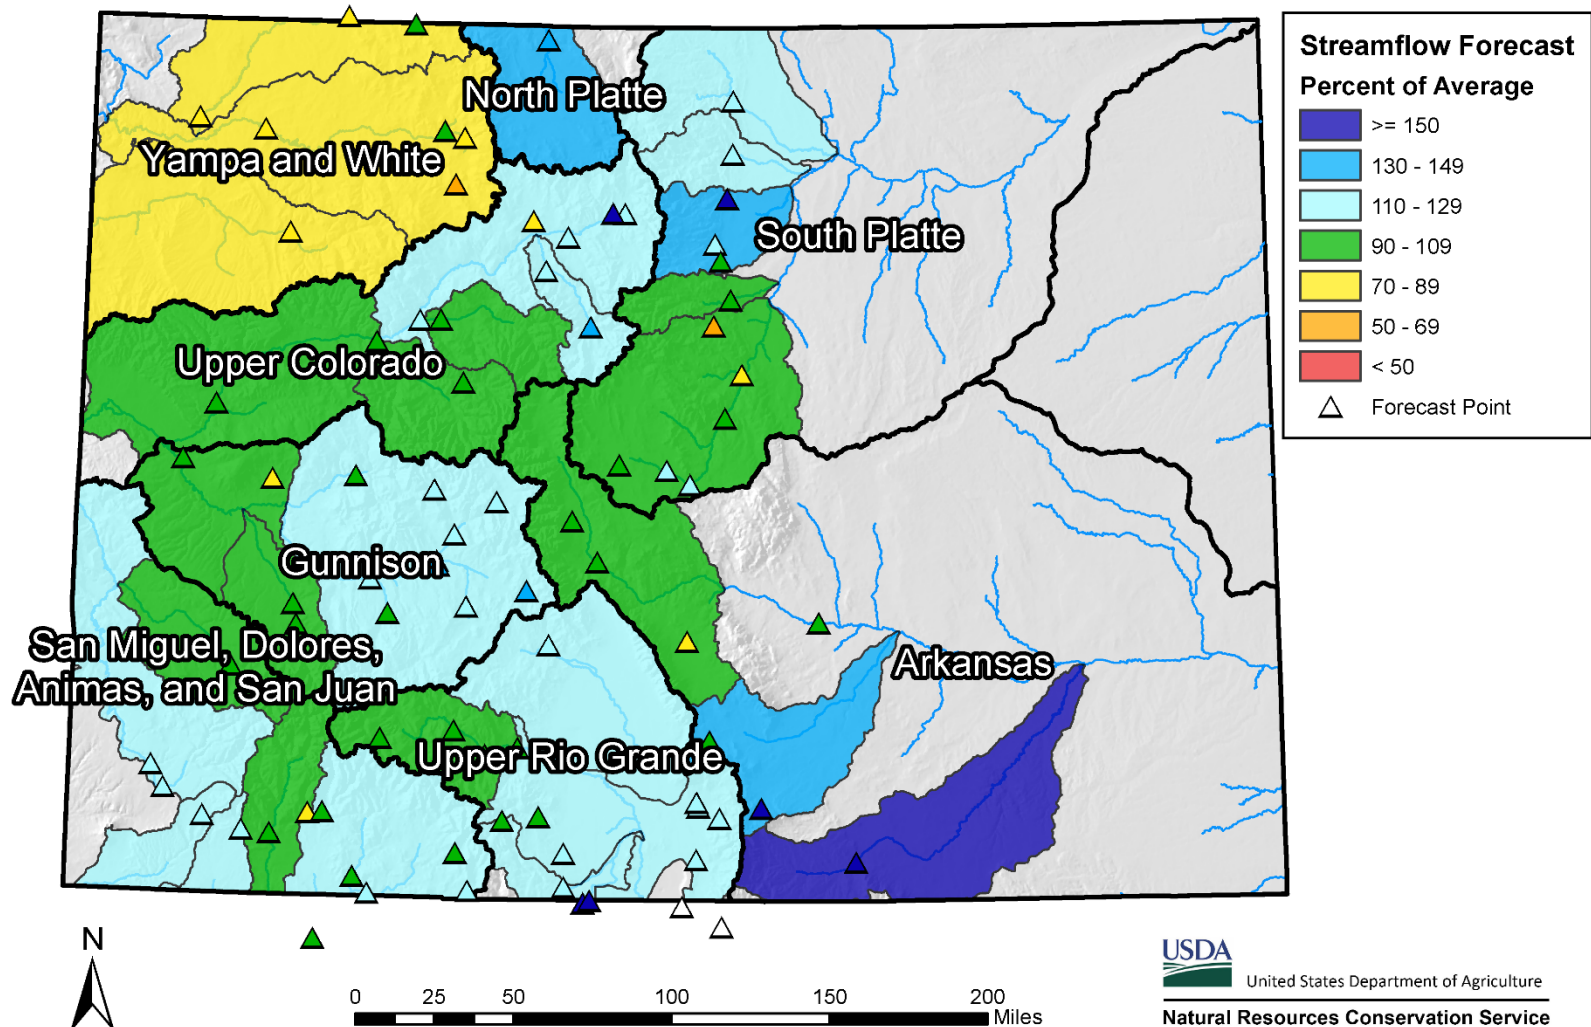 Streamflow Forecast
Percent of Average
>= 150
130 - 149
110 - 129
90 - 109
70 - 89
50 - 69
< 50
Forecast Point
North Platte
Yampa and White
South Platte
Upper Colorado
Gunnison
San Miguel, Dolores,
Animas, and San Juan
Arkansas
Upper Rio Grande
N
0 25 50 100 150 200
Miles
USDA
United States Department of Agriculture
Natural Resources Conservation Service